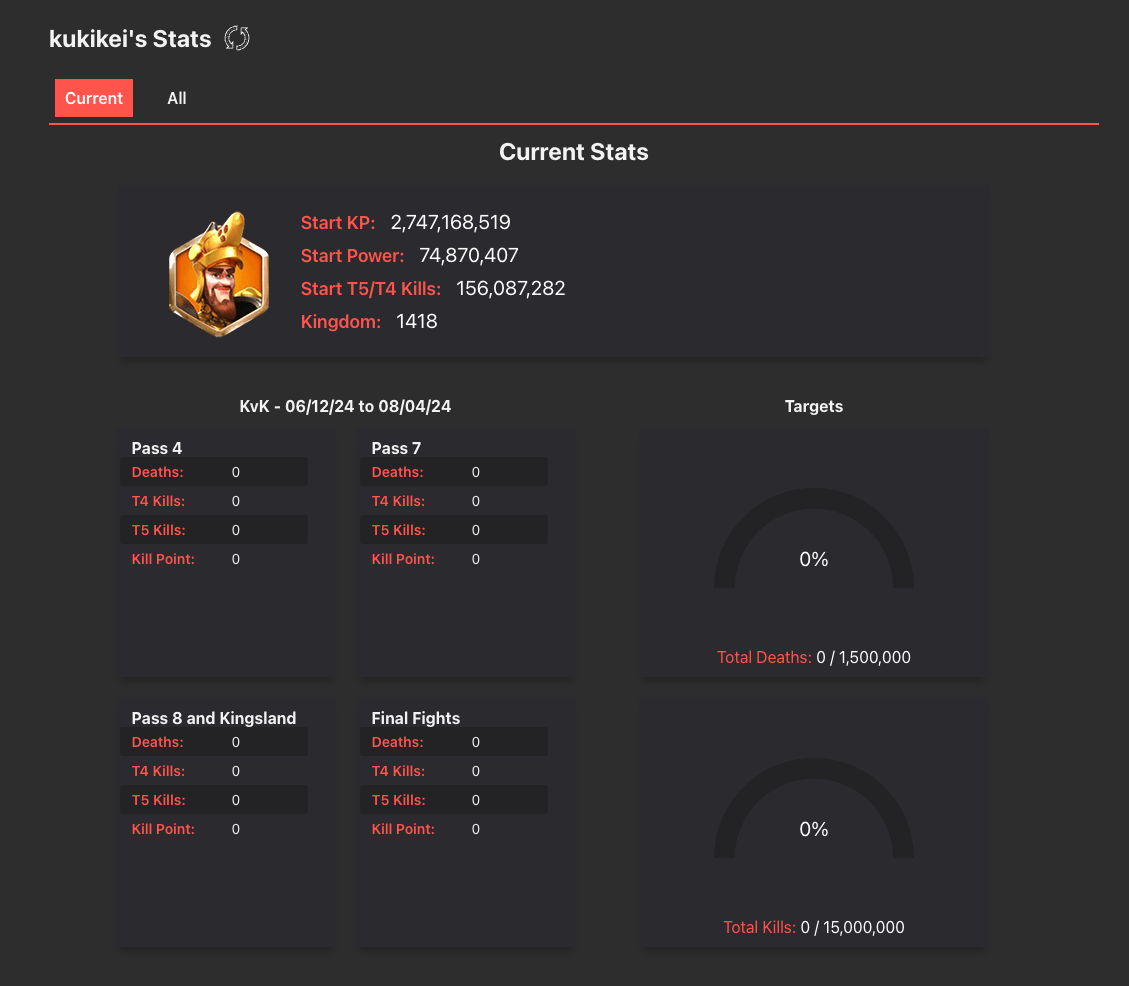 kukikei's Stats
Current
All
Current Stats
Start KP: 2,747,168,519
Start Power: 74,870,407
Start T5/T4 Kills: 156,087,282
Kingdom: 1418
KvK - 06/12/24 to 08/04/24
Pass 4
Deaths: 0
T4 Kills: 0
T5 Kills: 0
Kill Point: 0
Pass 7
Deaths: 0
T4 Kills: 0
T5 Kills: 0
Kill Point: 0
Pass 8 and Kingsland
Deaths: 0
T4 Kills: 0
T5 Kills: 0
Kill Point: 0
Final Fights
Deaths: 0
T4 Kills: 0
T5 Kills: 0
Kill Point: 0
Targets
0%
Total Deaths: 0 / 1,500,000
0%
Total Kills: 0 / 15,000,000